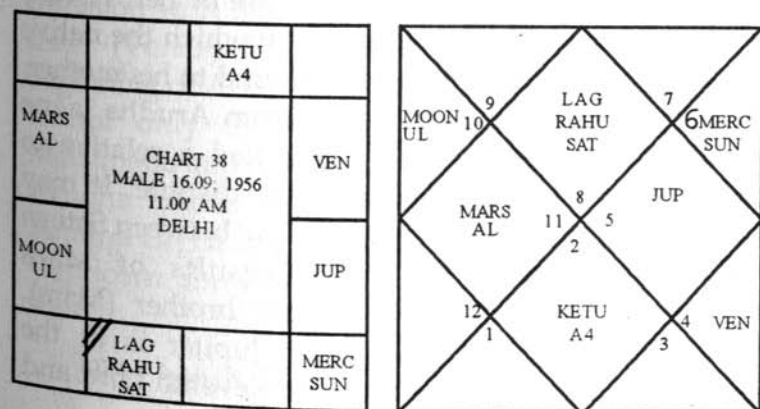 KETU
A4
MARS
AL
CHART 38
MALE 16.09, 1956
11.00' AM
DELHI
VEN
MOON
UL
JUP
LAG
RAHU
SAT
MERC
SUN
LAG
RAHU
SAT
9
10
MOON
UL
7
6
MERC
SUN
MARS
AL
8
11
5
2
JUP
KETU
A4
12
1
4
3
VEN